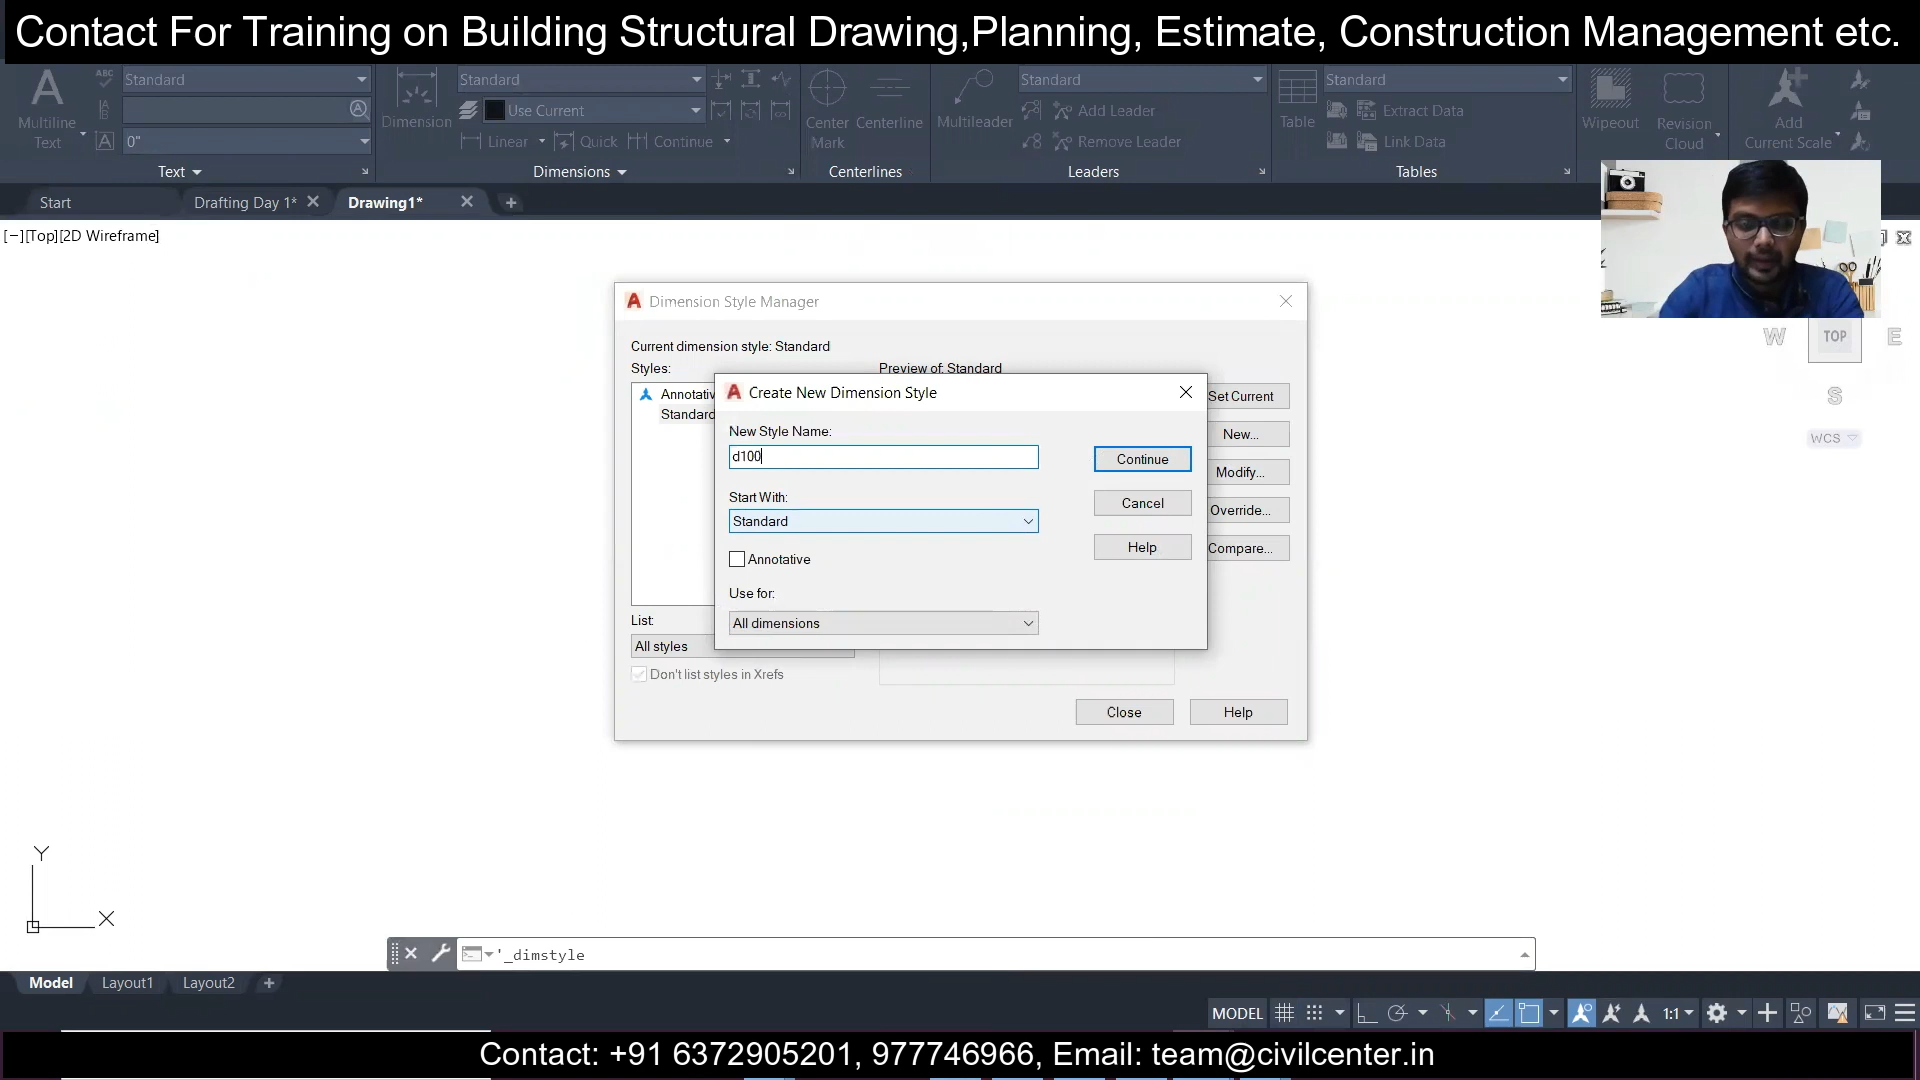 Contact For Training on Building Structural Drawing,Planning, Estimate, Construction Management etc.
A
Multiline
Text
ABC
Standard
0"
Text
Dimension
Standard
Use Current
Linear
Quick
Continue
Dimensions
Center
Mark
Centerline
Centerlines
Multileader
Standard
Add Leader
Remove Leader
Leaders
Table
Standard
Extract Data
Link Data
Tables
Wipeout
Revision
Cloud
Add
Current Scale
Start
Drafting Day 1*
Drawing1*
[−][Top][2D Wireframe]
W
TOP
E
S
WCS
Dimension Style Manager
Current dimension style: Standard
Styles:
Preview of: Standard
Annotativ
Standard
Set Current
New...
Modify...
Override...
Compare...
Create New Dimension Style
New Style Name:
d100
Continue
Start With:
Standard
Cancel
Annotative
Help
Use for:
All dimensions
List:
All styles
Don't list styles in Xrefs
Close
Help
Y
X
'_dimstyle
Model
Layout1
Layout2
MODEL
1:1
Contact: +91 6372905201, 977746966, Email: team@civilcenter.in